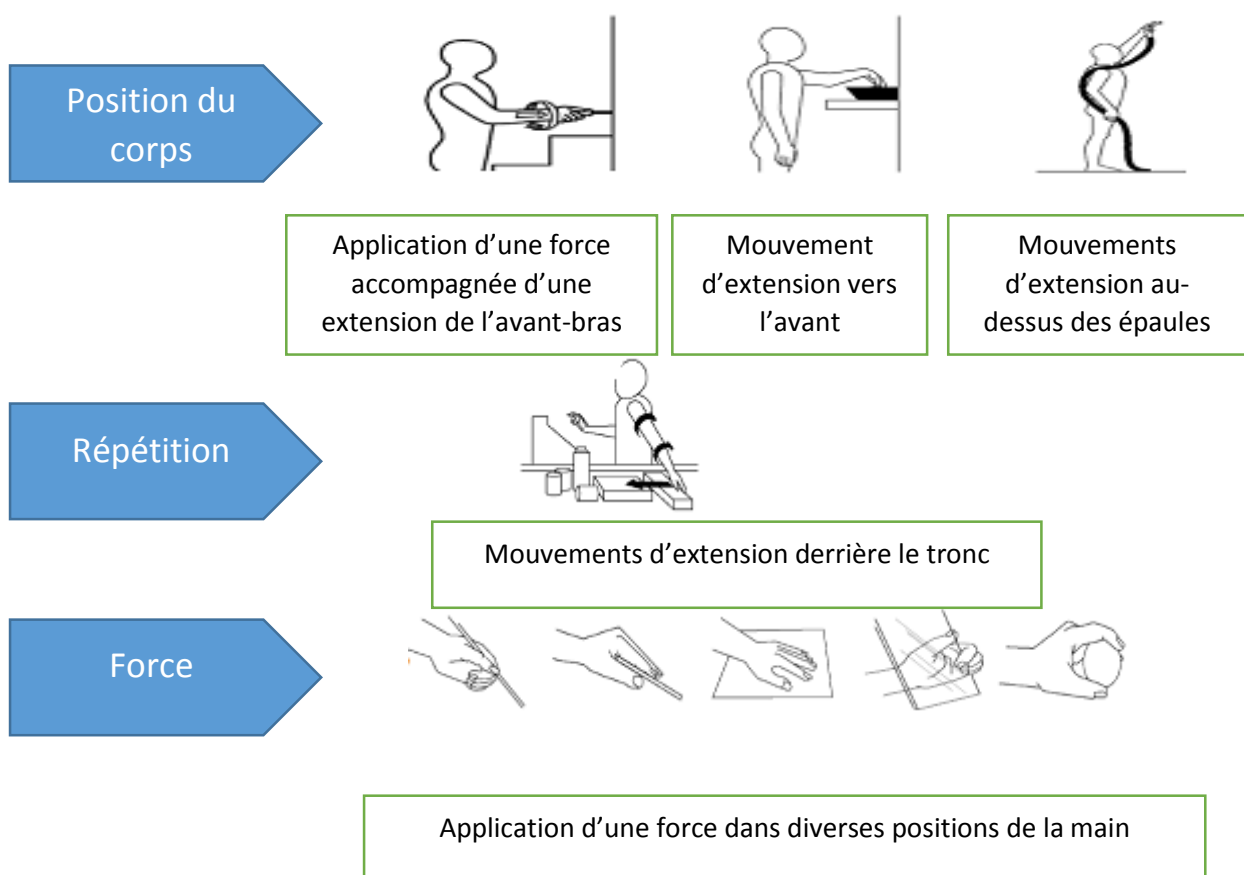 Position du
corps
Application d’une force
accompagnée d’une
extension de l’avant-bras
Mouvement
d’extension vers
l’avant
Mouvements
d’extension au-
dessus des épaules
Répétition
Mouvements d’extension derrière le tronc
Force
Application d’une force dans diverses positions de la main